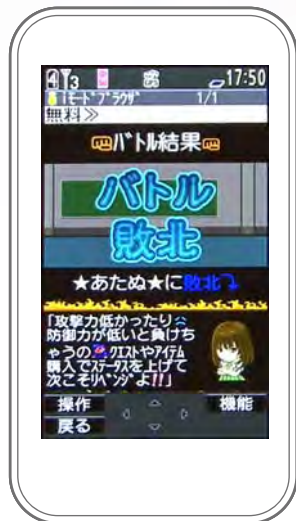 3 17:50
iモードブラウザ 1/1
無料≫
バトル結果
バトル
敗北
★あたぬ★に敗北
「攻撃力低かったり
防御力が低いと負けち
ゃうの クエストやアイテム
購入でステータスを上げて
次こそリベンジよ!!」
操作 機能
戻る